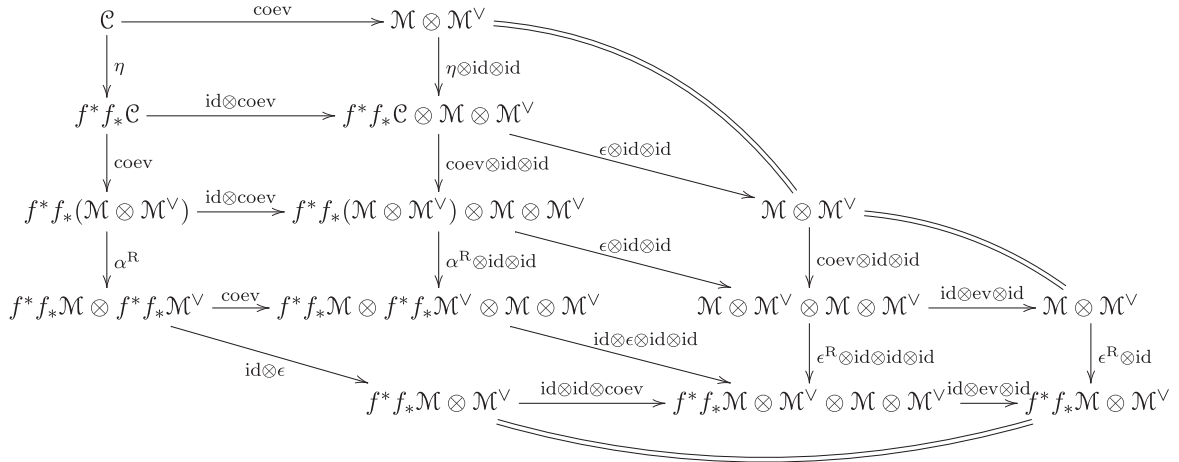 coev
𝒞 ℳ ⊗ ℳ^∨
η η⊗id⊗id
id⊗coev
f^*f_*𝒞 f^*f_*𝒞 ⊗ ℳ ⊗ ℳ^∨
ϵ⊗id⊗id
coev coev⊗id⊗id
id⊗coev
f^*f_*(ℳ ⊗ ℳ^∨) f^*f_*(ℳ ⊗ ℳ^∨) ⊗ ℳ ⊗ ℳ^∨ ℳ ⊗ ℳ^∨
ϵ⊗id⊗id
α^R α^R⊗id⊗id coev⊗id⊗id
coev id⊗ev⊗id
f^*f_*ℳ ⊗ f^*f_*ℳ^∨ f^*f_*ℳ ⊗ f^*f_*ℳ^∨ ⊗ ℳ ⊗ ℳ^∨ ℳ ⊗ ℳ^∨ ⊗ ℳ ⊗ ℳ^∨ ℳ ⊗ ℳ^∨
id⊗ϵ id⊗ϵ⊗id⊗id ϵ^R⊗id⊗id⊗id ϵ^R⊗id
id⊗id⊗coev id⊗ev⊗id
f^*f_*ℳ ⊗ ℳ^∨ f^*f_*ℳ ⊗ ℳ^∨ ⊗ ℳ ⊗ ℳ^∨ f^*f_*ℳ ⊗ ℳ^∨